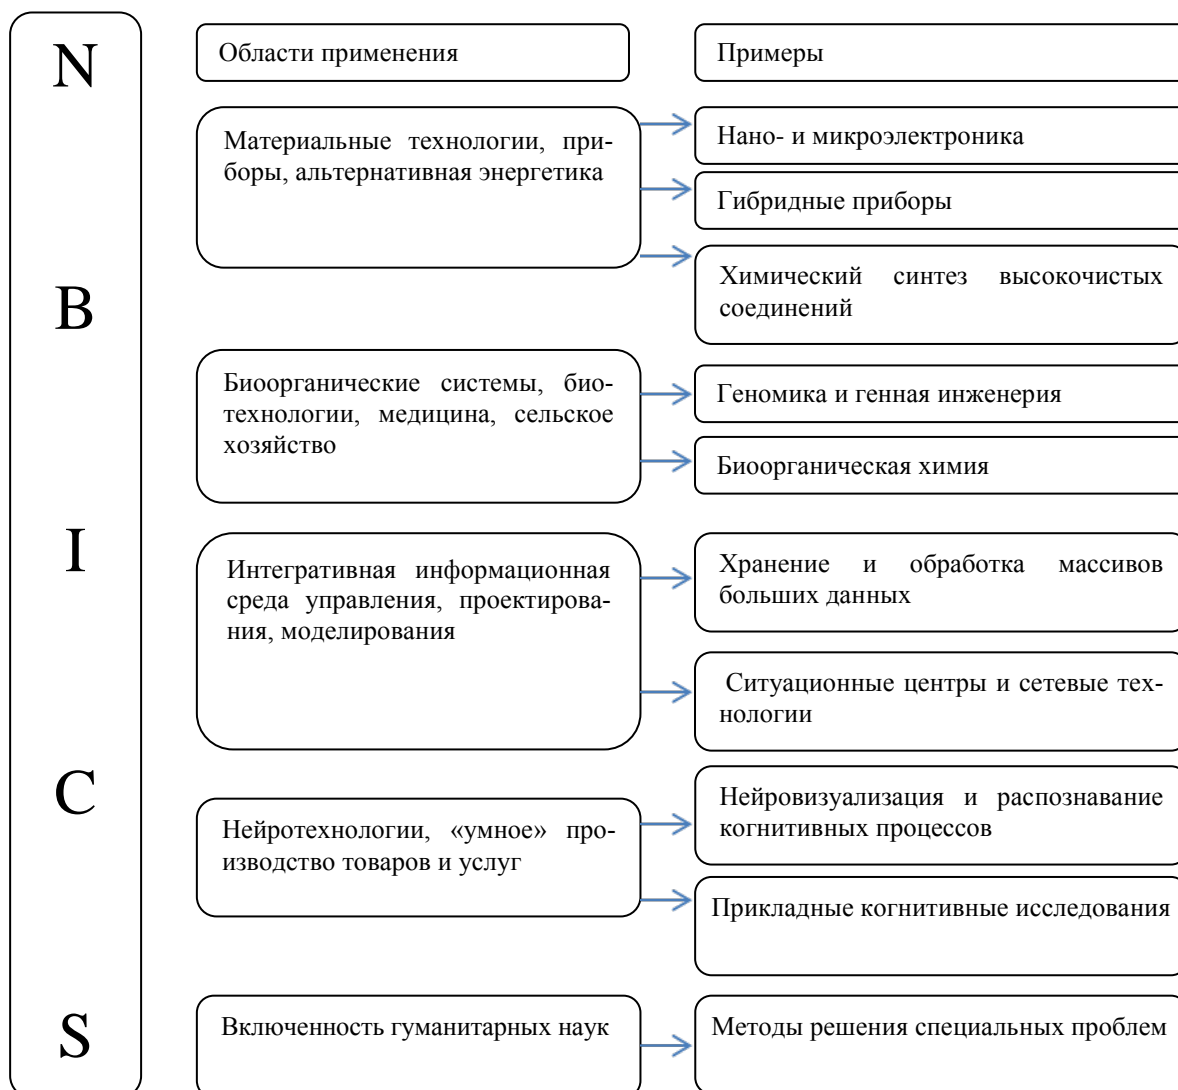 N
Области применения
Примеры
Материальные технологии, при-
боры, альтернативная энергетика
Нано- и микроэлектроника
Гибридные приборы
Химический синтез высокочистых
соединений
B
Биоорганические системы, био-
технологии, медицина, сельское
хозяйство
Геномика и генная инженерия
Биоорганическая химия
I
Интегративная информационная
среда управления, проектирова-
ния, моделирования
Хранение и обработка массивов
больших данных
Ситуационные центры и сетевые тех-
нологии
C
Нейротехнологии, «умное» про-
изводство товаров и услуг
Нейровизуализация и распознавание
когнитивных процессов
Прикладные когнитивные исследования
S
Включенность гуманитарных наук
Методы решения специальных проблем